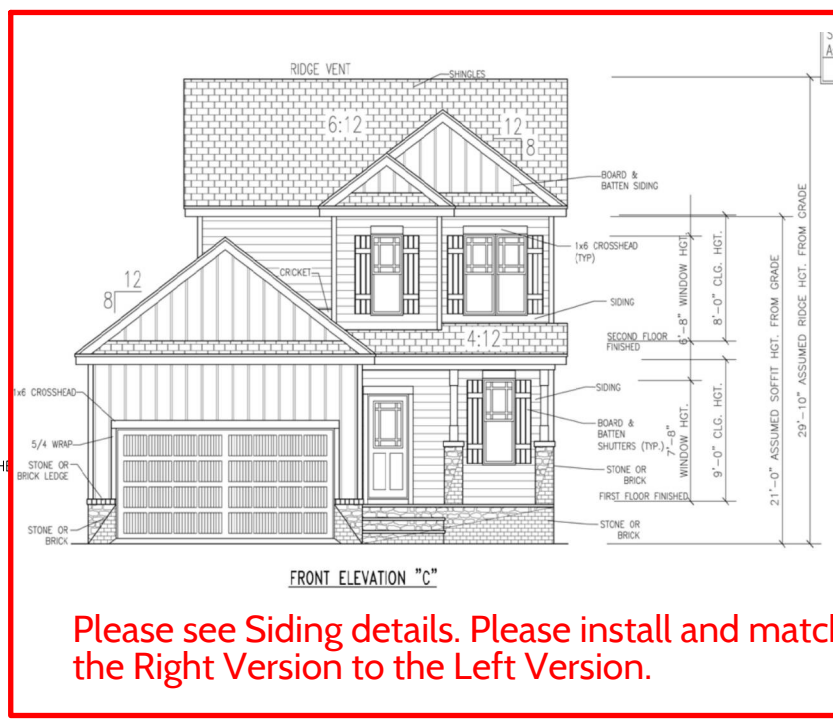 S
A
RIDGE VENT
SHINGLES
6:12
12
8
BOARD &
BATTEN SIDING
1x6 CROSSHEAD
(TYP)
12
8
CRICKET
SIDING
4:12
SECOND FLOOR
FINISHED
6'-8" WINDOW HGT.
8'-0" CLG. HGT.
21'-0" ASSUMED SOFFIT HGT. FROM GRADE
29'-10" ASSUMED RIDGE HGT. FROM GRADE
1x6 CROSSHEAD
SIDING
BOARD &
BATTEN
SHUTTERS (TYP.)
7'-8"
WINDOW HGT.
9'-0" CLG. HGT.
5/4 WRAP
HE
STONE OR
BRICK LEDGE
STONE OR
BRICK
FIRST FLOOR FINISHED
STONE OR
BRICK
STONE OR
BRICK
FRONT ELEVATION "C"
Please see Siding details. Please install and match
the Right Version to the Left Version.